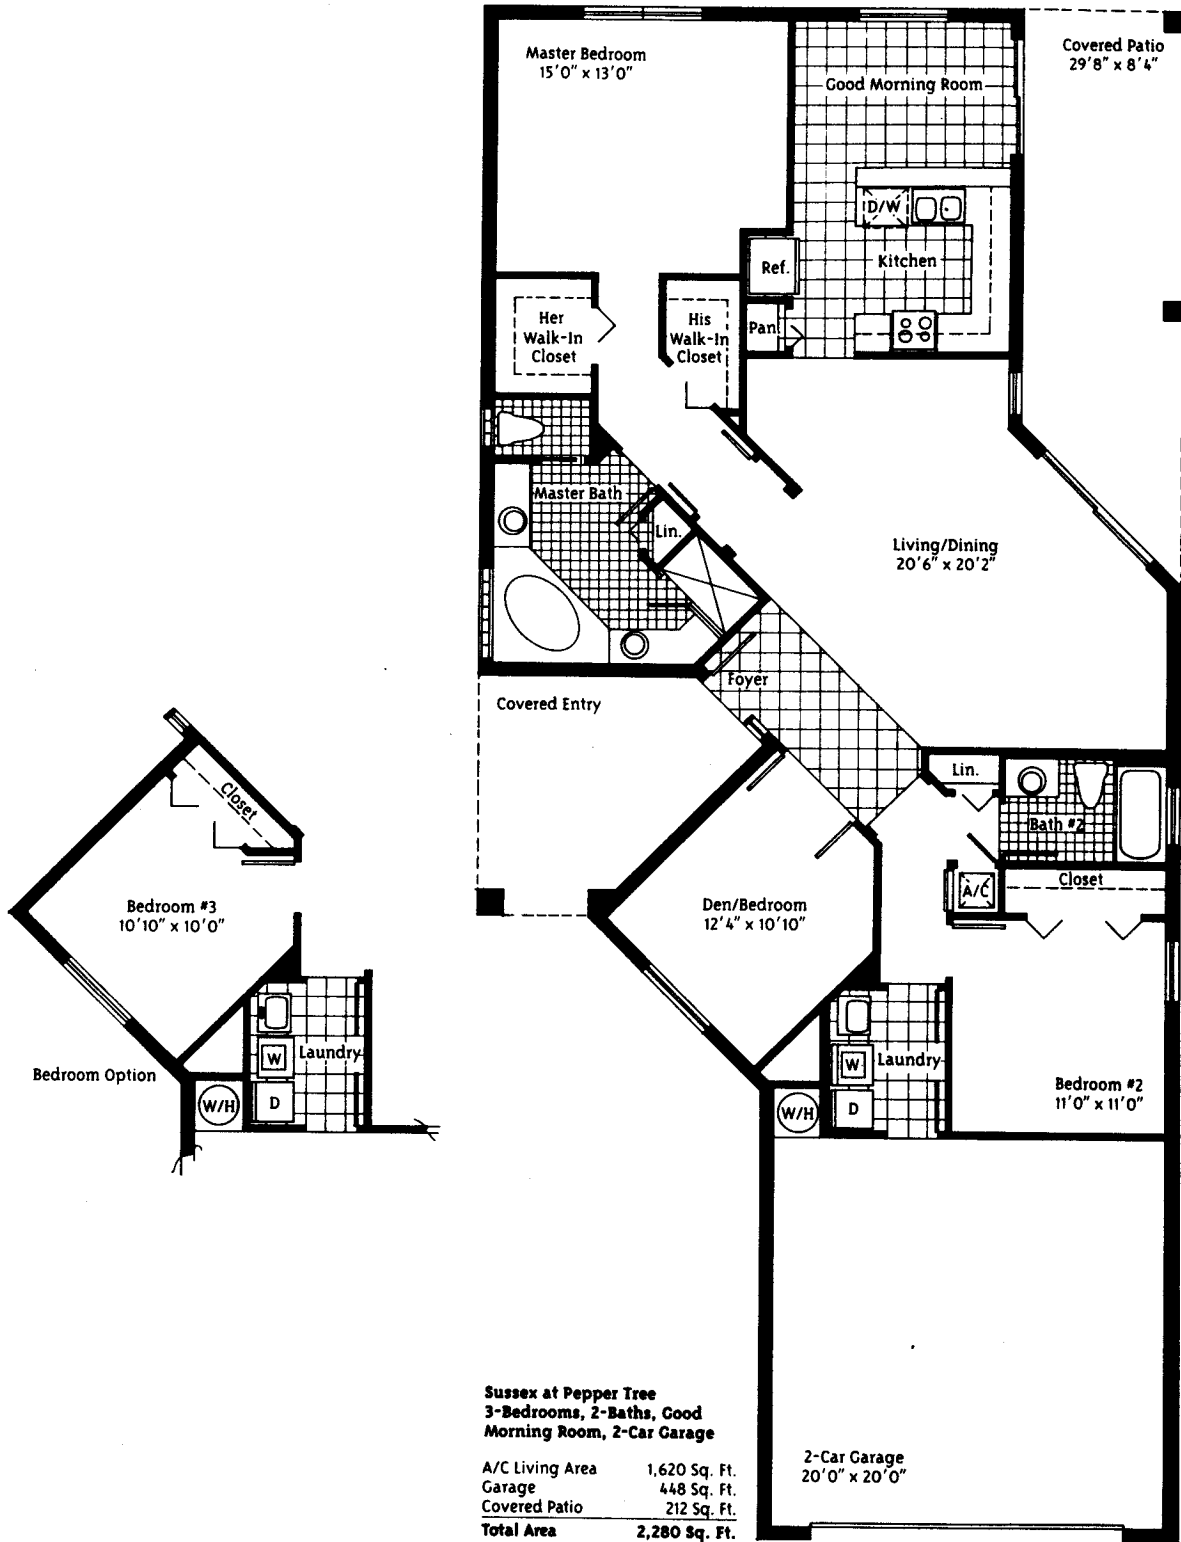 Master Bedroom
15'0" x 13'0"
Good Morning Room
Covered Patio
29'8" x 8'4"
D/W
Ref.
Kitchen
Pan
Her
Walk-In
Closet
His
Walk-In
Closet
Master Bath
Lin.
Living/Dining
20'6" x 20'2"
Foyer
Covered Entry
Lin.
Bath #2
A/C
Closet
Den/Bedroom
12'4" x 10'10"
Laundry
W
D
W/H
Bedroom #2
11'0" x 11'0"
Closet
Bedroom #3
10'10" x 10'0"
Laundry
W
D
W/H
Bedroom Option
2-Car Garage
20'0" x 20'0"
Sussex at Pepper Tree
3-Bedrooms, 2-Baths, Good
Morning Room, 2-Car Garage
A/C Living Area 1,620 Sq. Ft.
Garage 448 Sq. Ft.
Covered Patio 212 Sq. Ft.
Total Area 2,280 Sq. Ft.